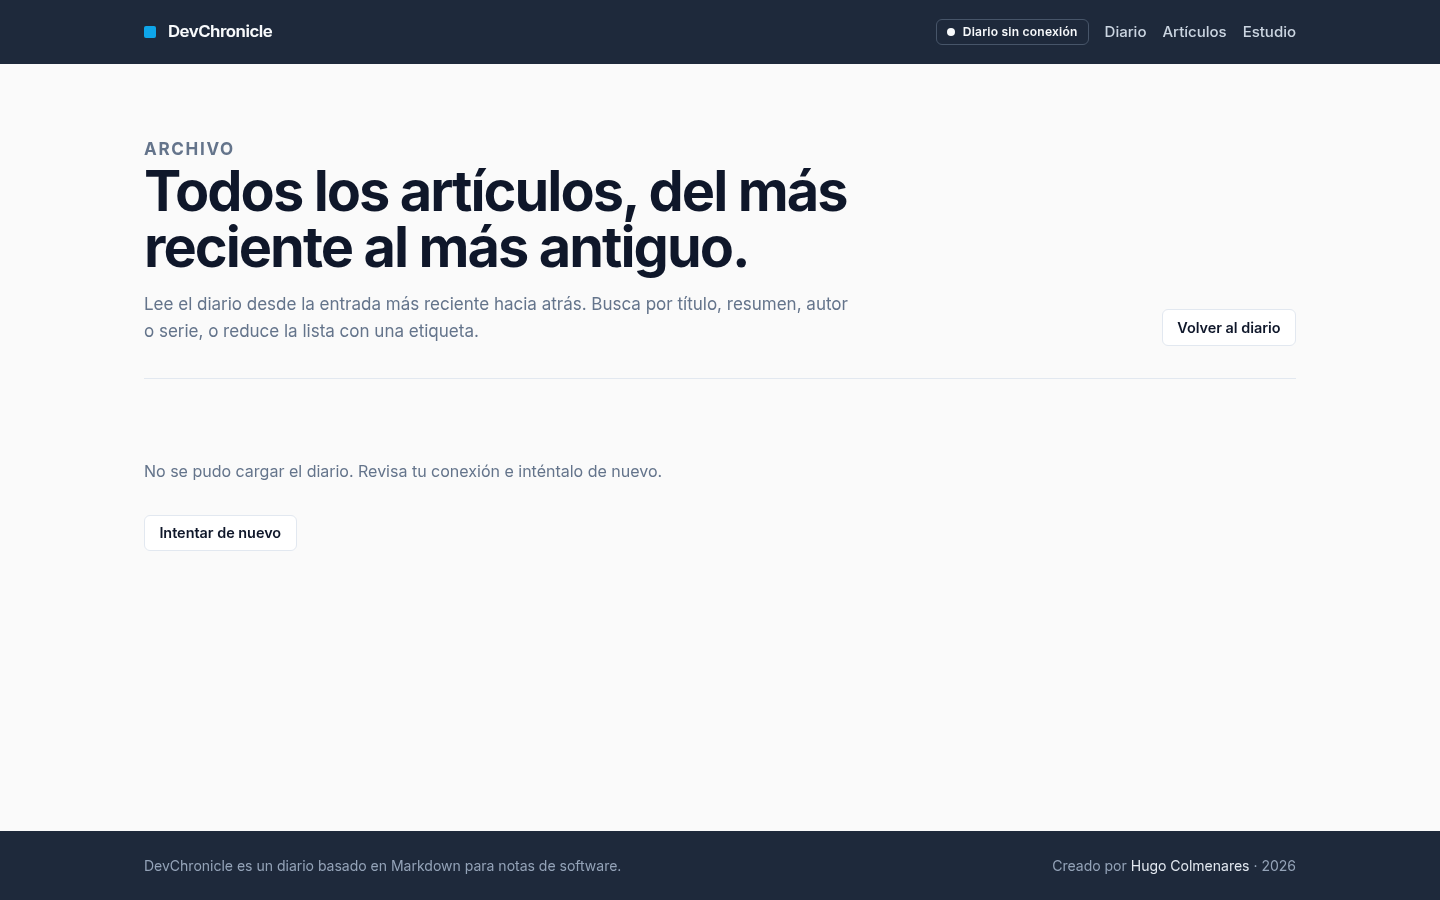 DevChronicle
Diario sin conexión
Diario
Artículos
Estudio
ARCHIVO
Todos los artículos, del más
reciente al más antiguo.
Lee el diario desde la entrada más reciente hacia atrás. Busca por título, resumen, autor
o serie, o reduce la lista con una etiqueta.
Volver al diario
No se pudo cargar el diario. Revisa tu conexión e inténtalo de nuevo.
Intentar de nuevo
DevChronicle es un diario basado en Markdown para notas de software.
Creado por Hugo Colmenares · 2026